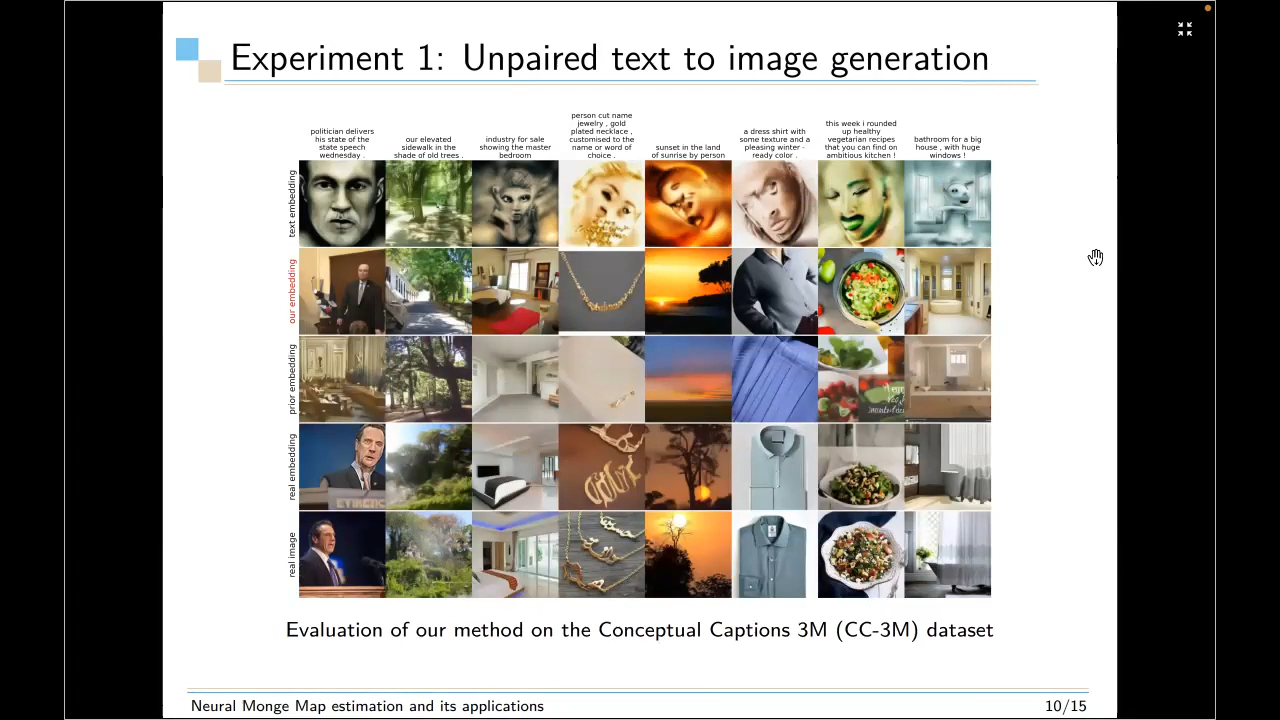 Experiment 1: Unpaired text to image generation
politician delivers
his state of the
state speech
wednesday .
our elevated
sidewalk in the
shade of old trees .
industry for sale
showing the master
bedroom
person cut name
jewelry , gold
plated necklace ,
customised to the
name or word of
choice .
sunset in the land
of sunrise by person
a dress shirt with
some texture and a
pleasing winter -
ready color .
this week i rounded
up healthy
vegetarian recipes
that you can find on
ambitious kitchen !
bathroom for a big
house , with huge
windows !
text embedding
our embedding
prior embedding
real embedding
real image
Evaluation of our method on the Conceptual Captions 3M (CC-3M) dataset
Neural Monge Map estimation and its applications
10/15